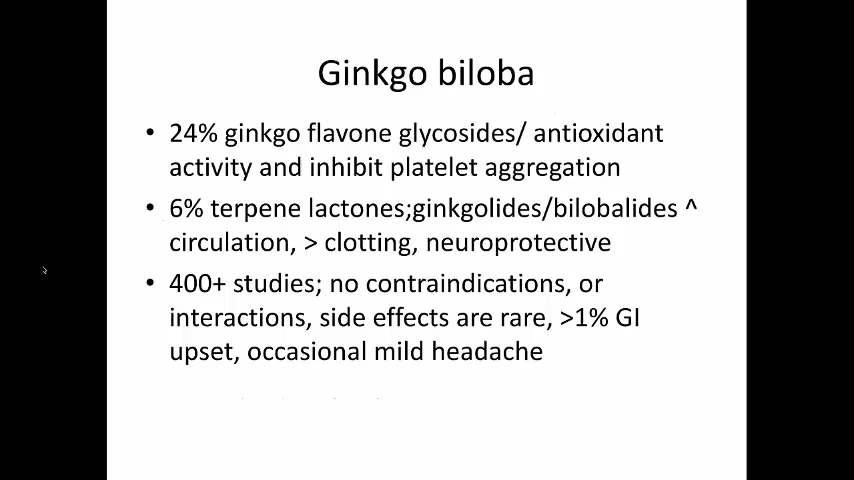 Ginkgo biloba
• 24% ginkgo flavone glycosides/ antioxidant
activity and inhibit platelet aggregation
• 6% terpene lactones;ginkgolides/bilobalides ^
circulation, > clotting, neuroprotective
• 400+ studies; no contraindications, or
interactions, side effects are rare, >1% GI
upset, occasional mild headache